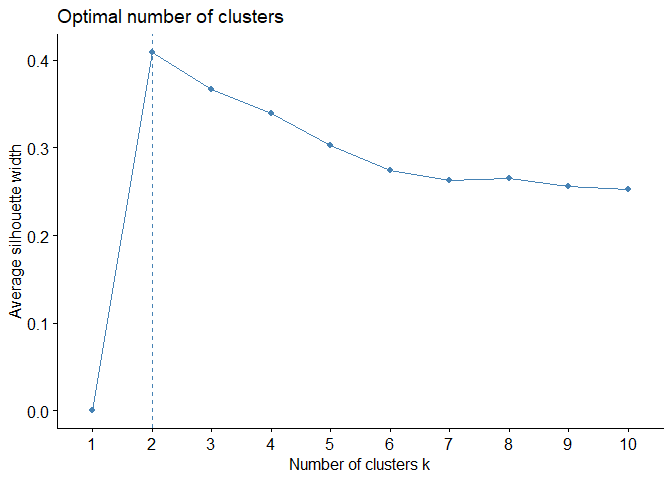 Optimal number of clusters
Average silhouette width
0.4
0.3
0.2
0.1
0.0
1 2 3 4 5 6 7 8 9 10
Number of clusters k